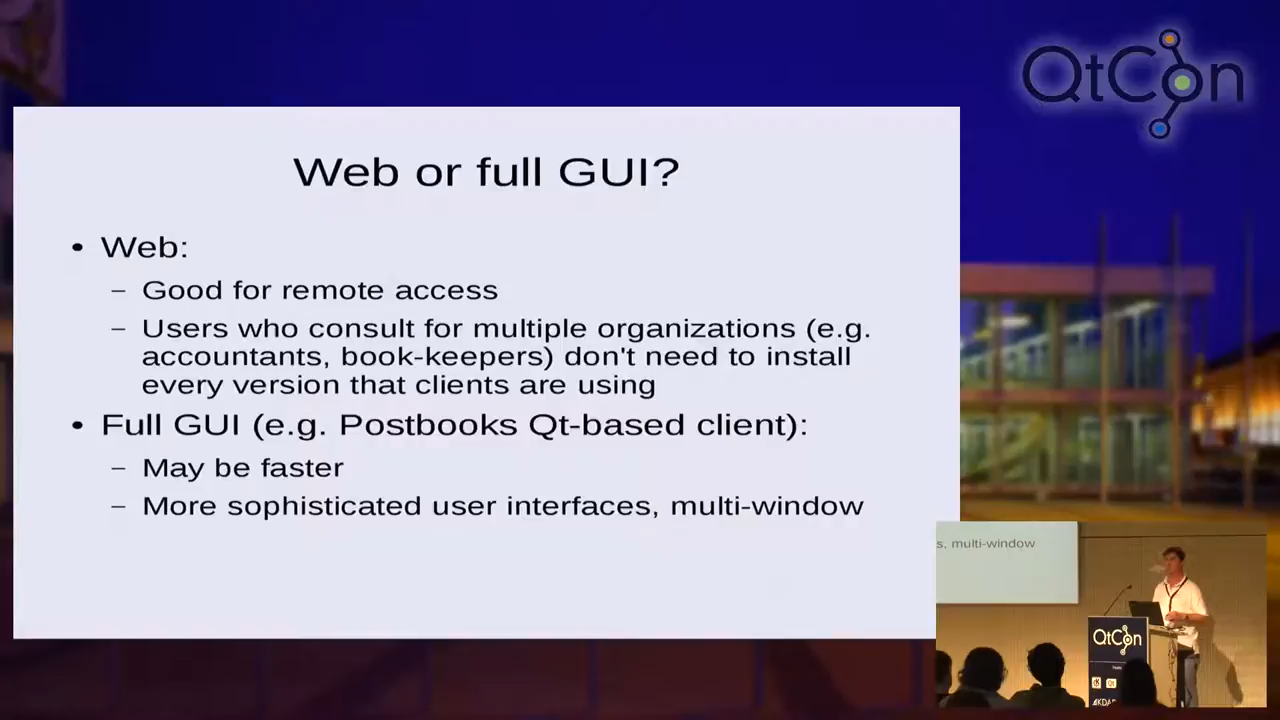 QtCon
Web or full GUI?
• Web:
– Good for remote access
– Users who consult for multiple organizations (e.g.
accountants, book-keepers) don't need to install
every version that clients are using
• Full GUI (e.g. Postbooks Qt-based client):
– May be faster
– More sophisticated user interfaces, multi-window
s, multi-window
QtCon
Qt